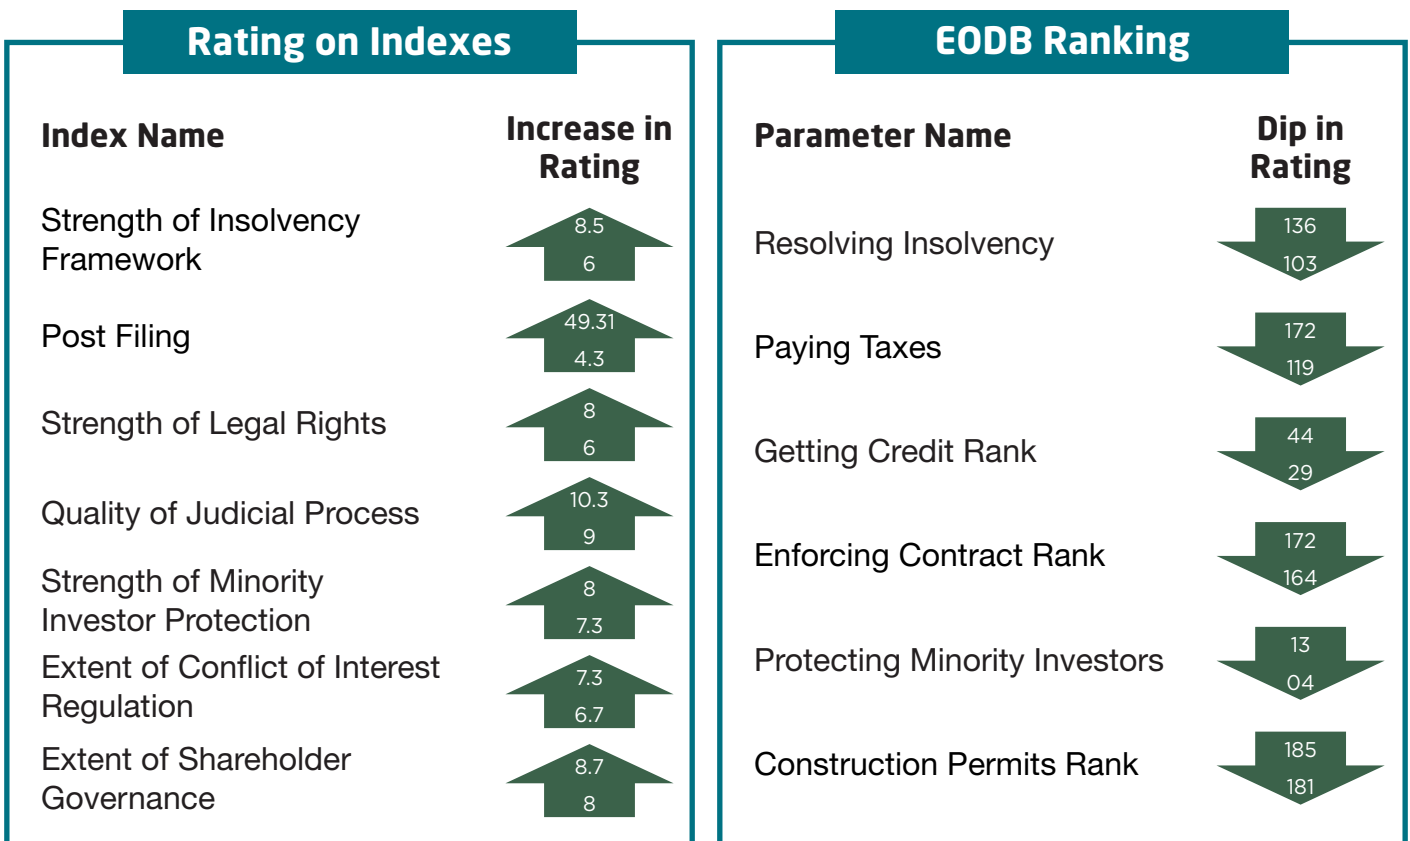 Rating on Indexes
Index Name
Increase in
Rating
Strength of Insolvency
Framework
8.5
6
Post Filing
49.31
4.3
Strength of Legal Rights
8
6
Quality of Judicial Process
10.3
9
Strength of Minority
Investor Protection
8
7.3
Extent of Conflict of Interest
Regulation
7.3
6.7
Extent of Shareholder
Governance
8.7
8
EODB Ranking
Parameter Name
Dip in
Rating
Resolving Insolvency
136
103
Paying Taxes
172
119
Getting Credit Rank
44
29
Enforcing Contract Rank
172
164
Protecting Minority Investors
13
04
Construction Permits Rank
185
181